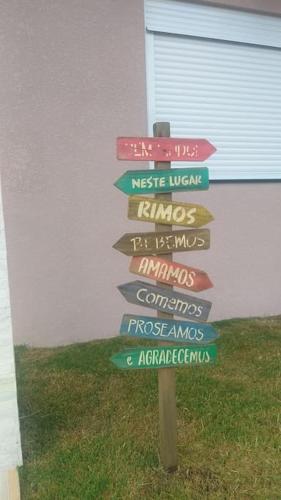 NESTE LUGAR
RIMOS
BEBEMOS
AMAMOS
Comemos
PROSEAMOS
e AGRADECEMOS